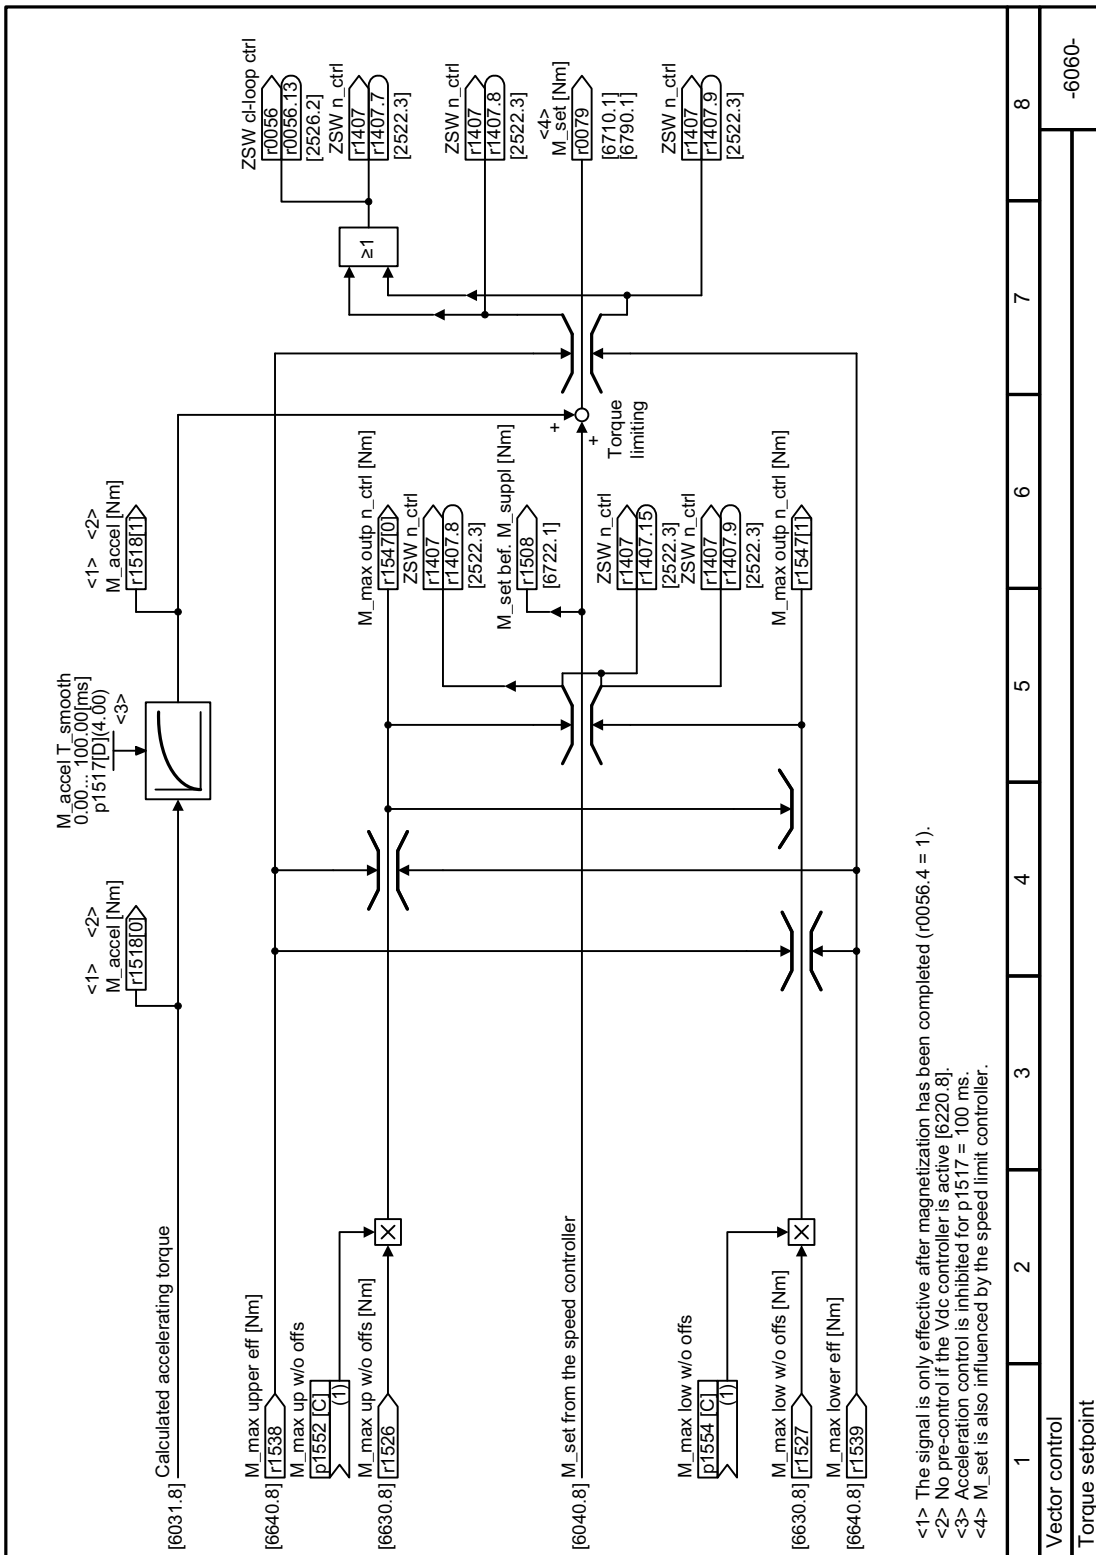 [6031.8] Calculated accelerating torque
<1> <2>
M_accel [Nm]
r1518[0]
M_accel T_smooth
0.00 ... 100.00[ms]
p1517[D](4.00)
<3>
<1> <2>
M_accel [Nm]
r1518[1]
M_max upper eff [Nm]
[6640.8] r1538
M_max up w/o offs
p1552 [C]
(1)
M_max up w/o offs [Nm]
[6630.8] r1526
[6040.8] M_set from the speed controller
M_max low w/o offs
p1554 [C]
(1)
M_max low w/o offs [Nm]
[6630.8] r1527
M_max lower eff [Nm]
[6640.8] r1539
M_max outp n_ctrl [Nm]
r1547[0]
ZSW n_ctrl
r1407
r1407.8
[2522.3]
M_set bef. M_suppl [Nm]
r1508
[6722.1]
ZSW n_ctrl
r1407
r1407.15
[2522.3]
ZSW n_ctrl
r1407
r1407.9
[2522.3]
M_max outp n_ctrl [Nm]
r1547[1]
+
+
Torque
limiting
≥1
ZSW cl-loop ctrl
r0056
r0056.13
[2526.2]
ZSW n_ctrl
r1407
r1407.7
[2522.3]
ZSW n_ctrl
r1407
r1407.8
[2522.3]
<4>
M_set [Nm]
r0079
[6710.1]
[6790.1]
ZSW n_ctrl
r1407
r1407.9
[2522.3]
<1> The signal is only effective after magnetization has been completed (r0056.4 = 1).
<2> No pre-control if the Vdc controller is active [6220.8].
<3> Acceleration control is inhibited for p1517 = 100 ms.
<4> M_set is also influenced by the speed limit controller.
1 2 3 4 5 6 7 8
Vector control
Torque setpoint
-6060-